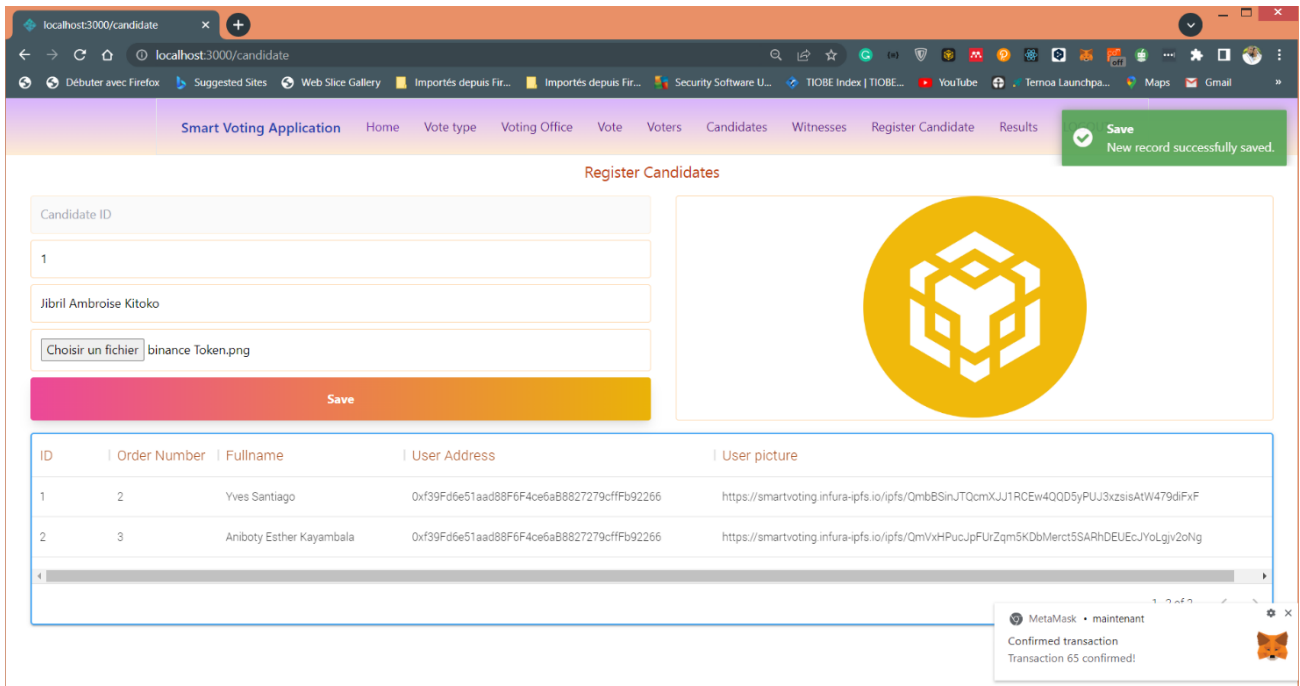 localhost:3000/candidate
localhost:3000/candidate
Débuter avec Firefox Suggested Sites Web Slice Gallery Importés depuis Fir... Importés depuis Fir... Security Software U... TIOBE Index | TIOBE... YouTube Ternoa Launchpa... Maps Gmail »
Smart Voting Application Home Vote type Voting Office Vote Voters Candidates Witnesses Register Candidate Results
Save
New record successfully saved.
Register Candidates
Candidate ID
1
Jibril Ambroise Kitoko
Choisir un fichier binance Token.png
Save
ID Order Number Fullname User Address User picture
1 2 Yves Santiago 0xf39Fd6e51aad88F6F4ce6aB8827279cffFb92266 https://smartvoting.infura-ipfs.io/ipfs/QmbBSinJTQcmXJJ1RCEw4QQD5yPUJ3xzsisAtW479diFxF
2 3 Aniboty Esther Kayambala 0xf39Fd6e51aad88F6F4ce6aB8827279cffFb92266 https://smartvoting.infura-ipfs.io/ipfs/QmVxHPucJpFUrZqm5KDbMerct5SARhDEUEcJYoLgjv2oNg
MetaMask • maintenant
Confirmed transaction
Transaction 65 confirmed!